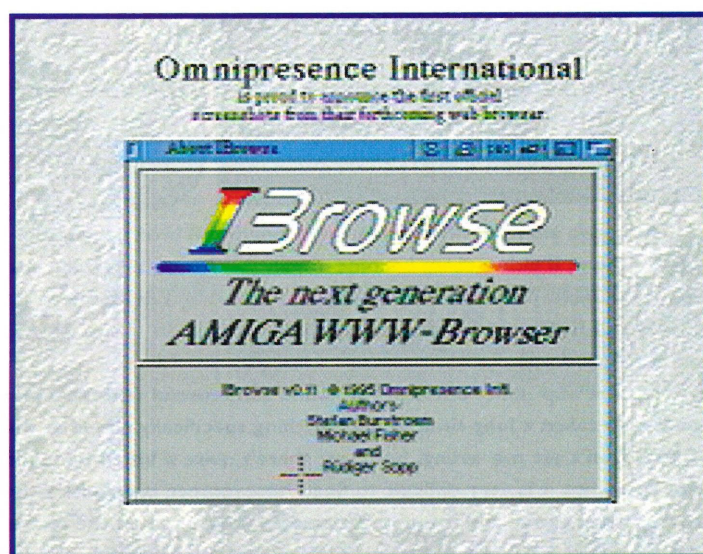 Omnipresence International
is proud to announce the first official
screenshots from their forthcoming web-browser.
About IBrowse
IBrowse
The next generation
AMIGA WWW-Browser
IBrowse v0.11 © 1995 Omnipresence Intl.
Authors:
Stefan Burstroem
Michael Fisher
and
Rüdiger Sopp